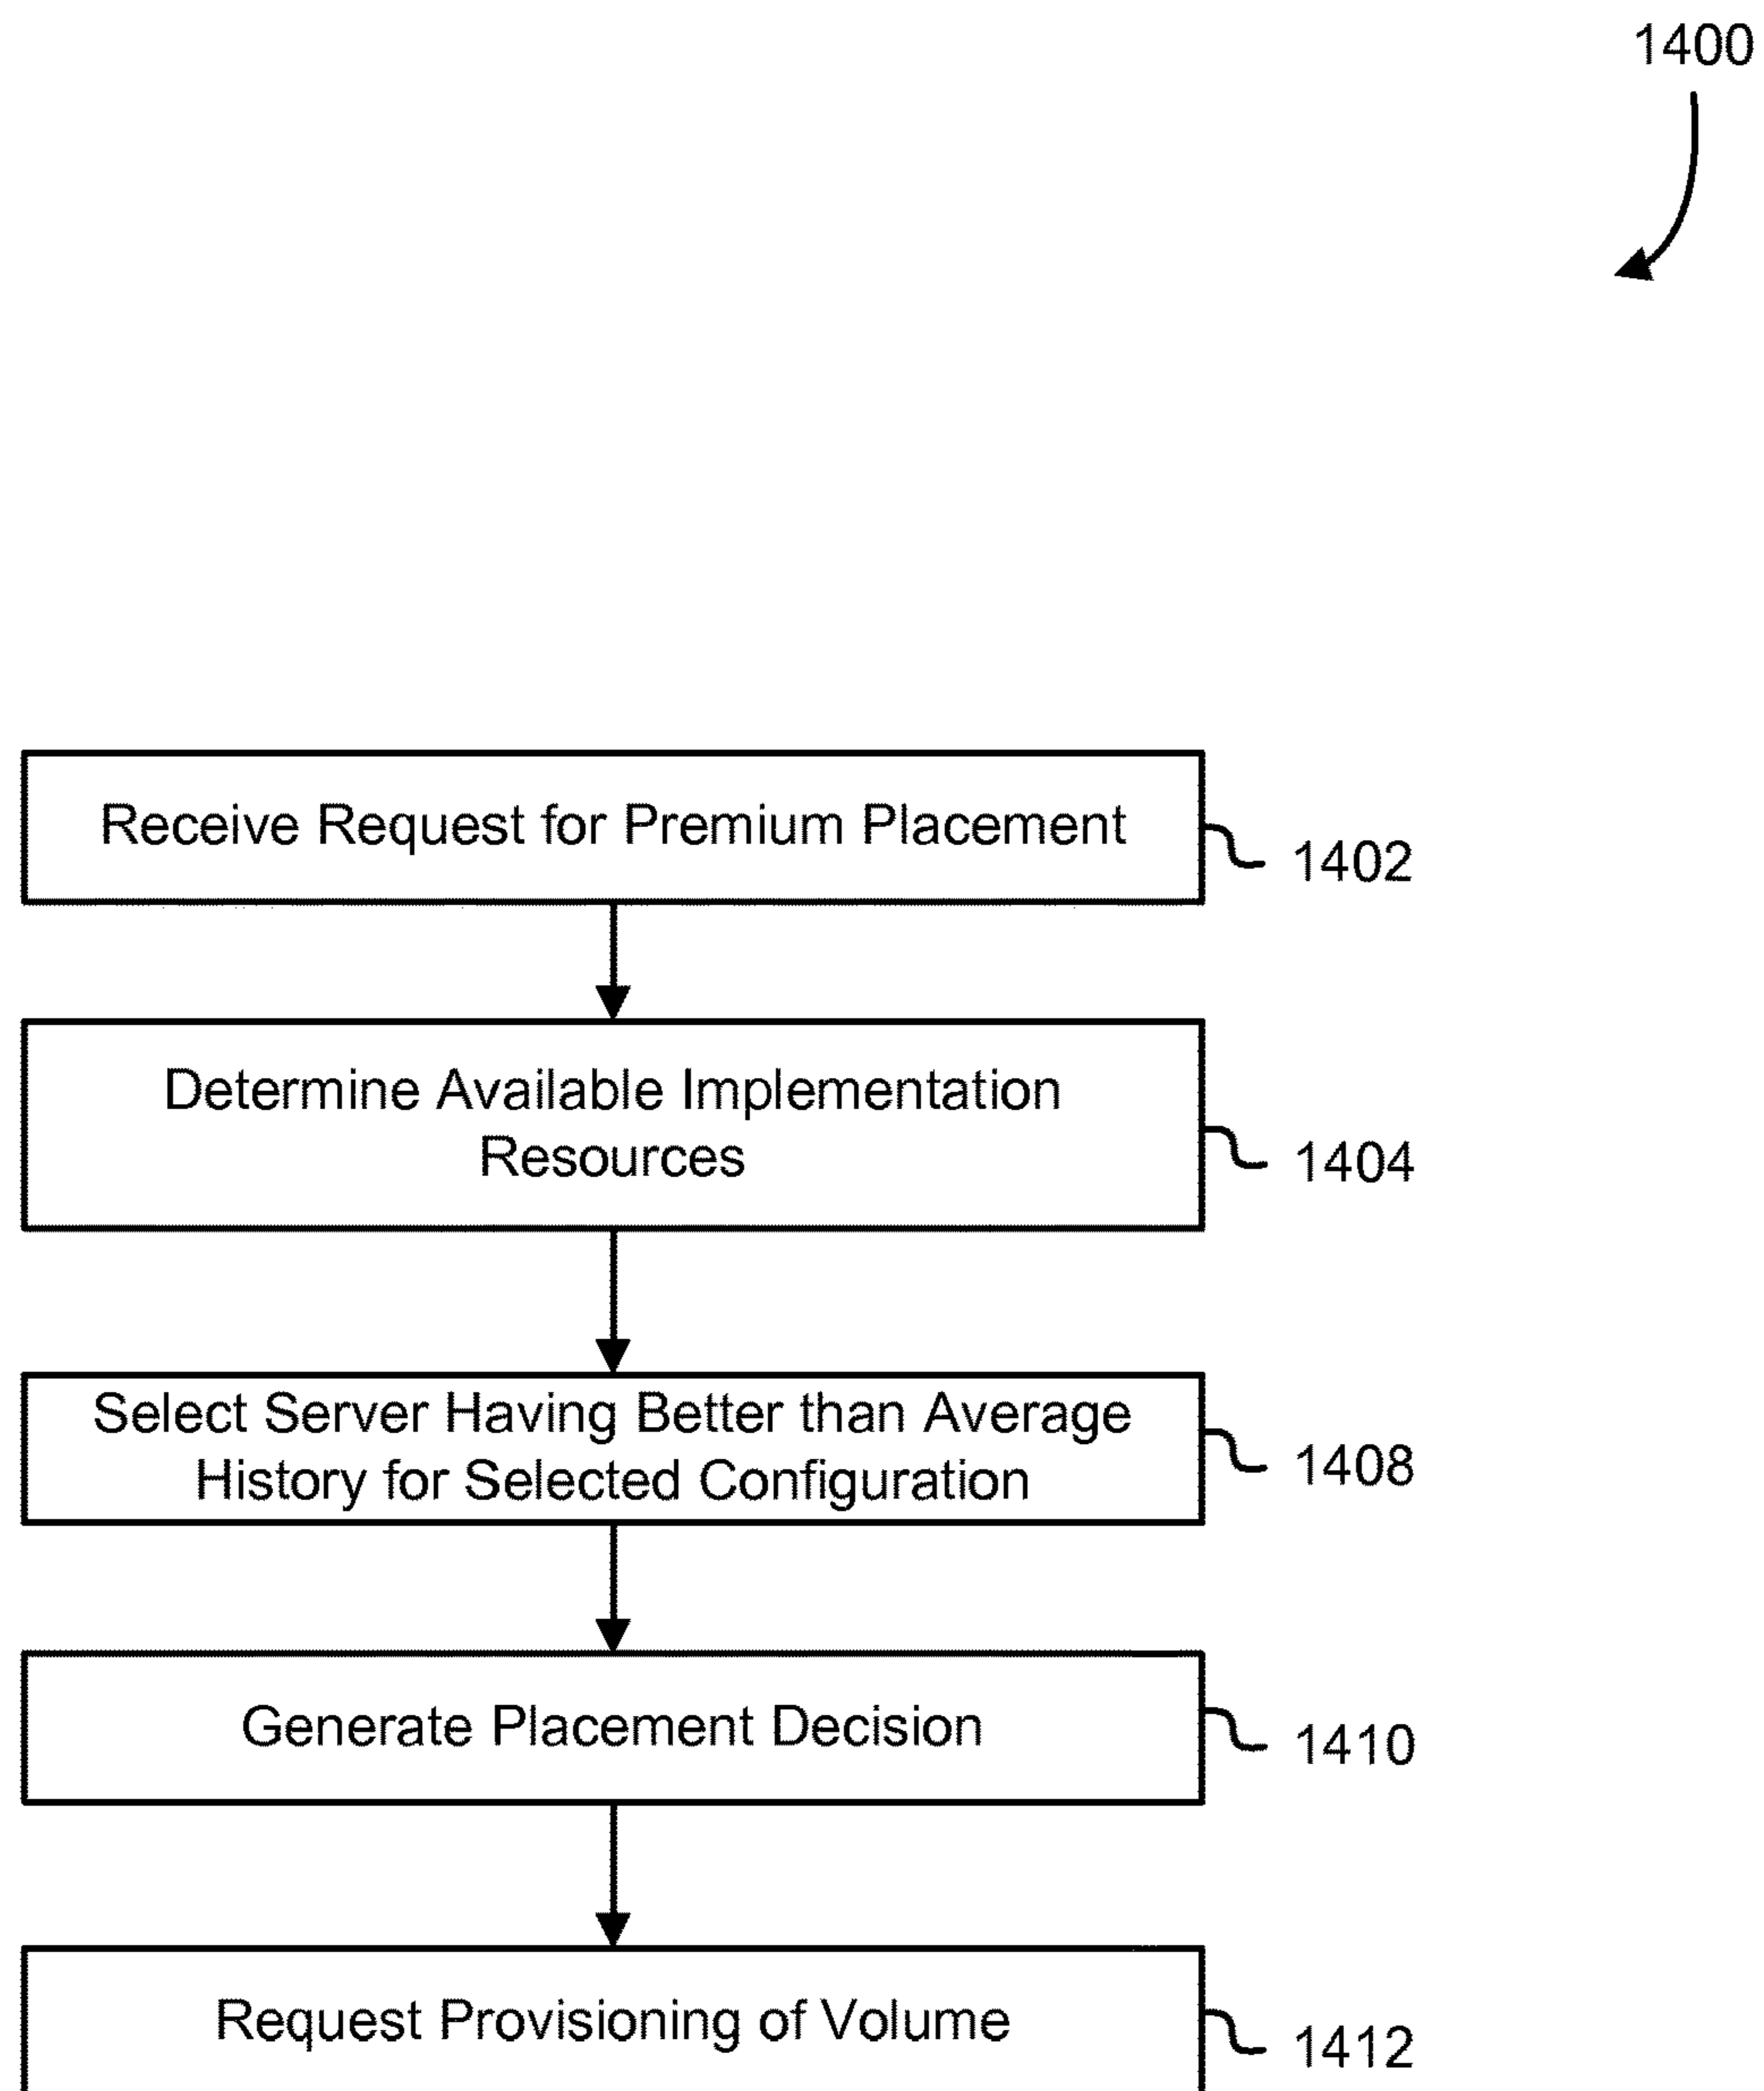 1400
Receive Request for Premium Placement
1402
Determine Available Implementation
Resources
1404
Select Server Having Better than Average
History for Selected Configuration
1408
Generate Placement Decision
1410
Request Provisioning of Volume
1412